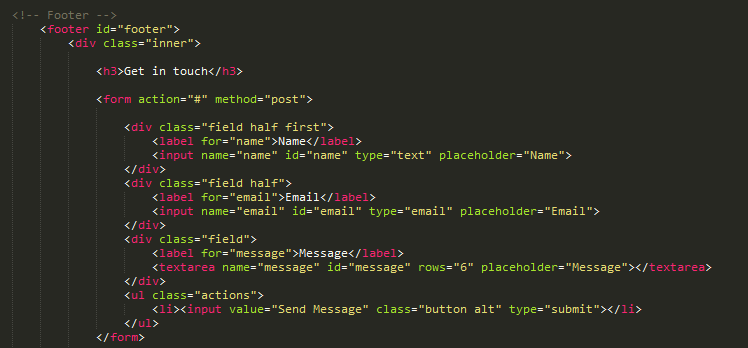 <!-- Footer -->
<footer id="footer">
<div class="inner">
<h3>Get in touch</h3>
<form action="#" method="post">
<div class="field half first">
<label for="name">Name</label>
<input name="name" id="name" type="text" placeholder="Name">
</div>
<div class="field half">
<label for="email">Email</label>
<input name="email" id="email" type="email" placeholder="Email">
</div>
<div class="field">
<label for="message">Message</label>
<textarea name="message" id="message" rows="6" placeholder="Message"></textarea>
</div>
<ul class="actions">
<li><input value="Send Message" class="button alt" type="submit"></li>
</ul>
</form>